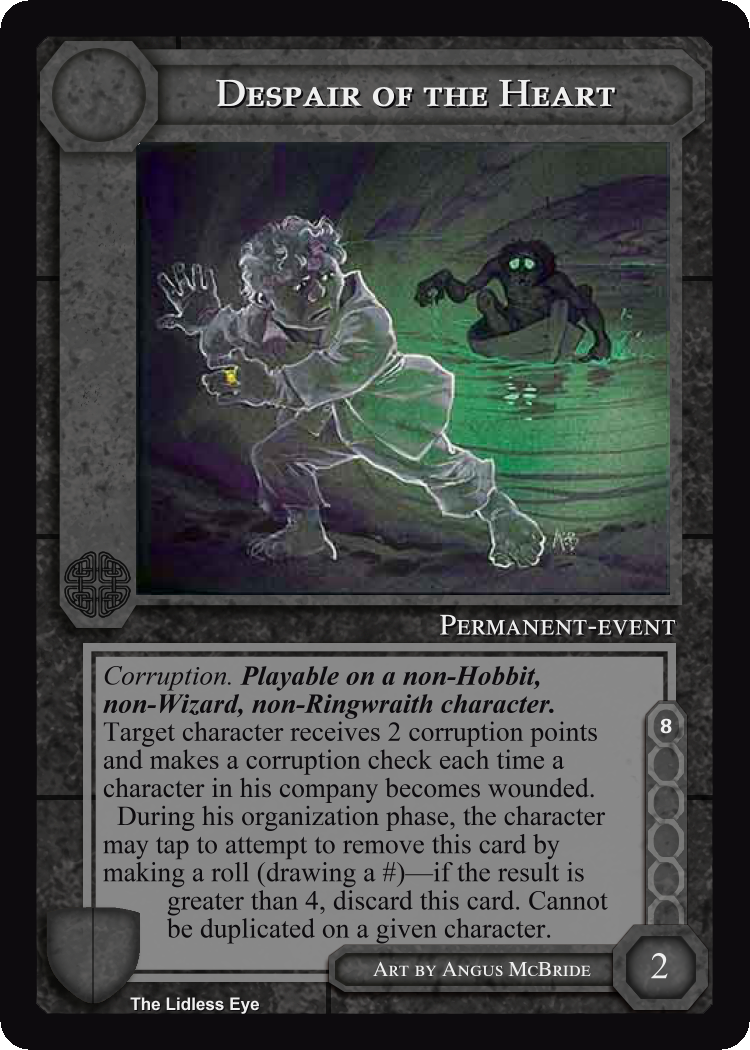 Despair of the Heart
McB
Permanent-event
Corruption. Playable on a non-Hobbit,
non-Wizard, non-Ringwraith character.
Target character receives 2 corruption points
and makes a corruption check each time a
character in his company becomes wounded.
During his organization phase, the character
may tap to attempt to remove this card by
making a roll (drawing a #)—if the result is
greater than 4, discard this card. Cannot
be duplicated on a given character.
8
Art by Angus McBride
2
The Lidless Eye